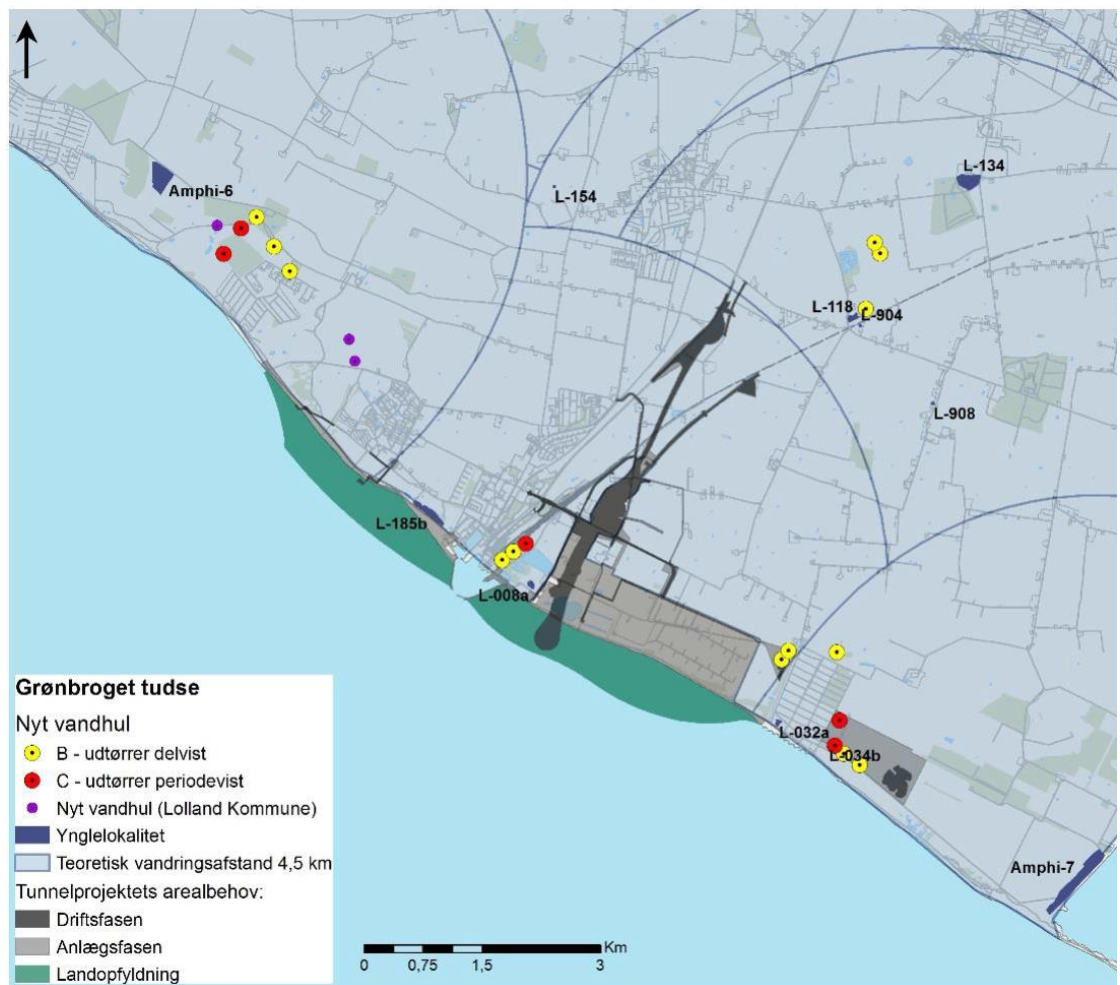 L-134
Amphi-6
L-154
L-118
L-904
L-908
L-185b
L-008a
L-032a
L-034b
Amphi-7
Grønbroget tudse
Nyt vandhul
B - udtørrer delvist
C - udtørrer periodevist
Nyt vandhul (Lolland Kommune)
Ynglelokalitet
Teoretisk vandringsafstand 4,5 km
Tunnelprojektets arealbehov:
Driftsfasen
Anlægsfasen
Landopfyldning
Km
0 0,75 1,5 3